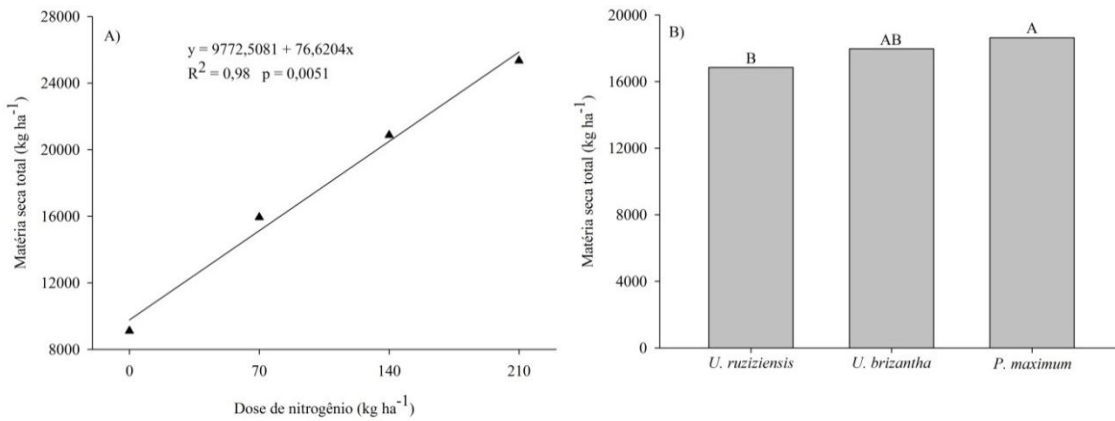 A)
y = 9772,5081 + 76,6204x
R² = 0,98 p = 0,0051
Matéria seca total (kg ha⁻¹)
28000
24000
20000
16000
12000
8000
0 70 140 210
Dose de nitrogênio (kg ha⁻¹)
B)
Matéria seca total (kg ha⁻¹)
20000
16000
12000
8000
4000
0
B
AB
A
U. ruziziensis U. brizantha P. maximum